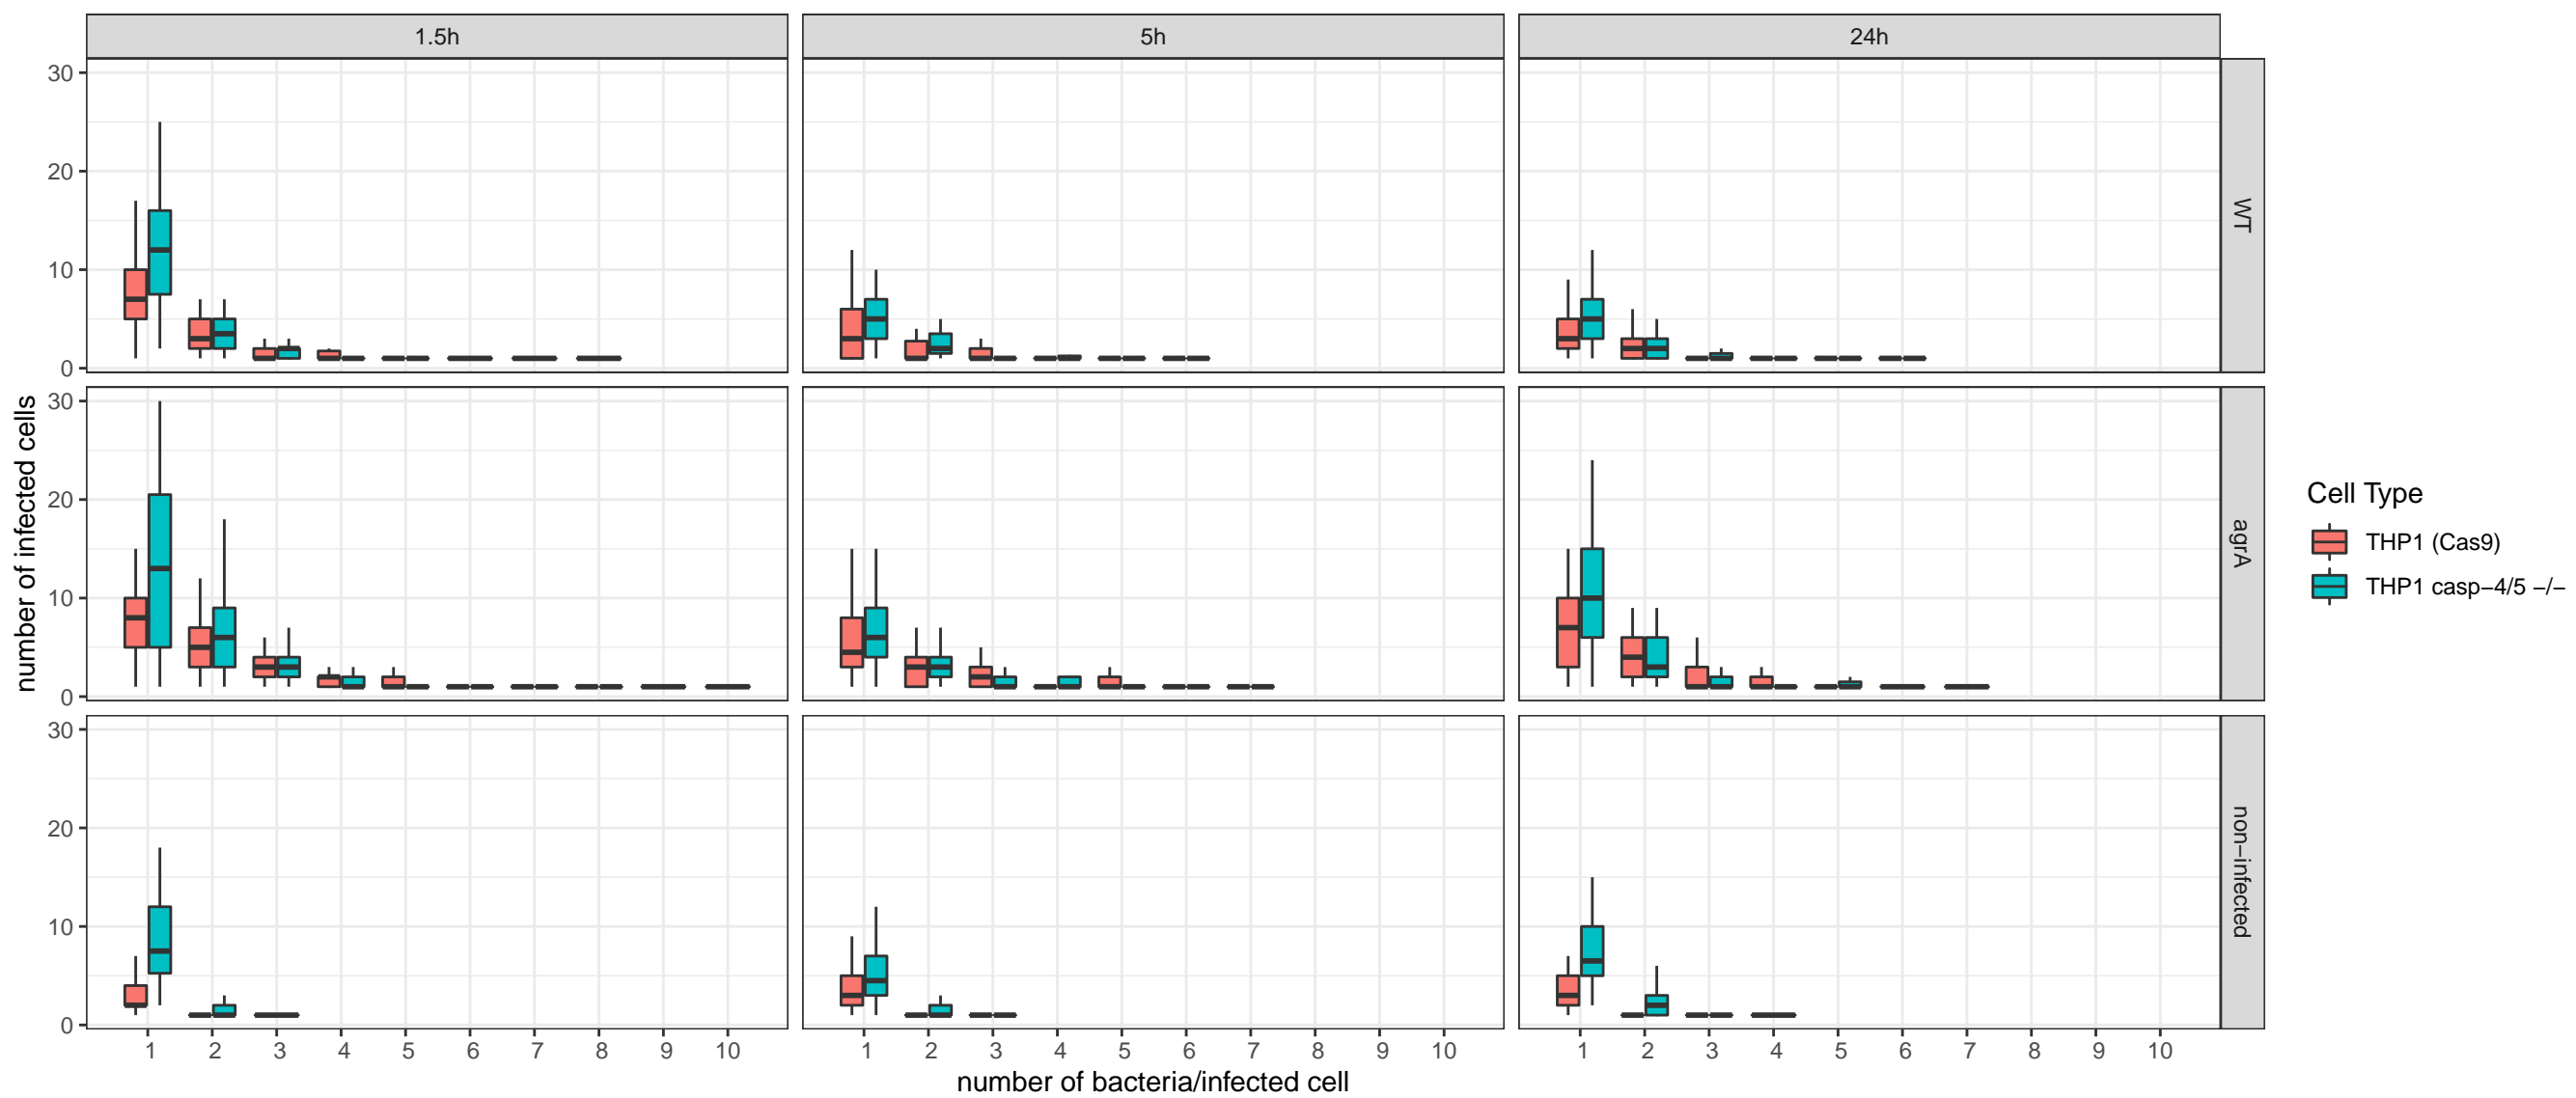 1.5h
5h
24h
30
20
10
0
WT
30
20
10
0
agrA
30
20
10
0
non−infected
number of infected cells
1 2 3 4 5 6 7 8 9 10
1 2 3 4 5 6 7 8 9 10
1 2 3 4 5 6 7 8 9 10
number of bacteria/infected cell
Cell Type
THP1 (Cas9)
THP1 casp−4/5 −/−